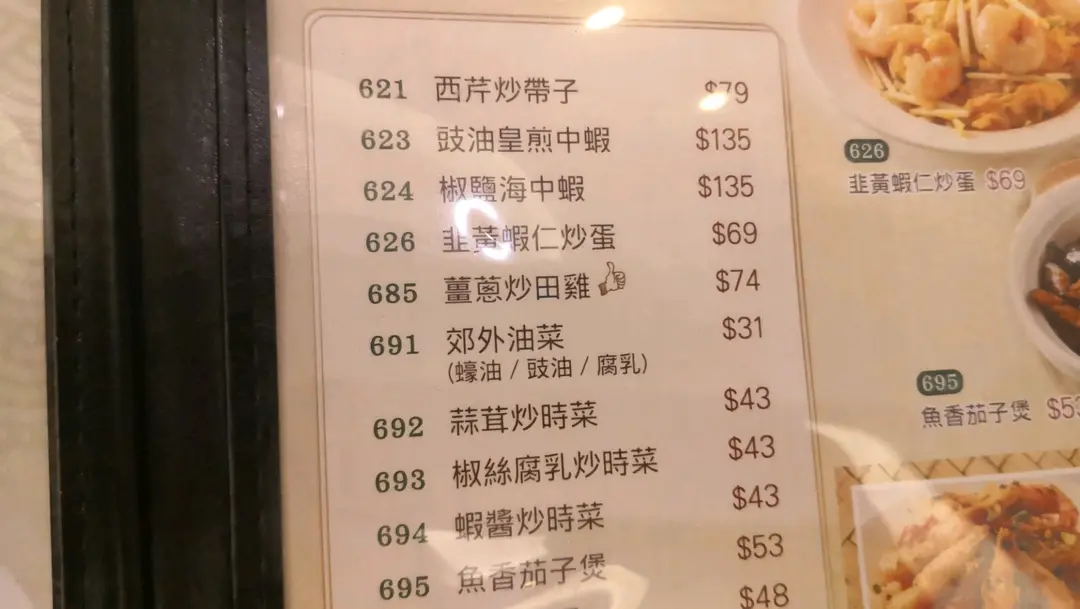 621 西芹炒帶子 $79
623 豉油皇煎中蝦 $135
624 椒鹽海中蝦 $135
626 韭黃蝦仁炒蛋 $69
685 薑蔥炒田雞 $74
691 郊外油菜 $31
(蠔油 / 豉油 / 腐乳)
692 蒜茸炒時菜 $43
693 椒絲腐乳炒時菜 $43
694 蝦醬炒時菜 $43
695 魚香茄子煲 $53
$48
626
韭黃蝦仁炒蛋 $69
695
魚香茄子煲 $53